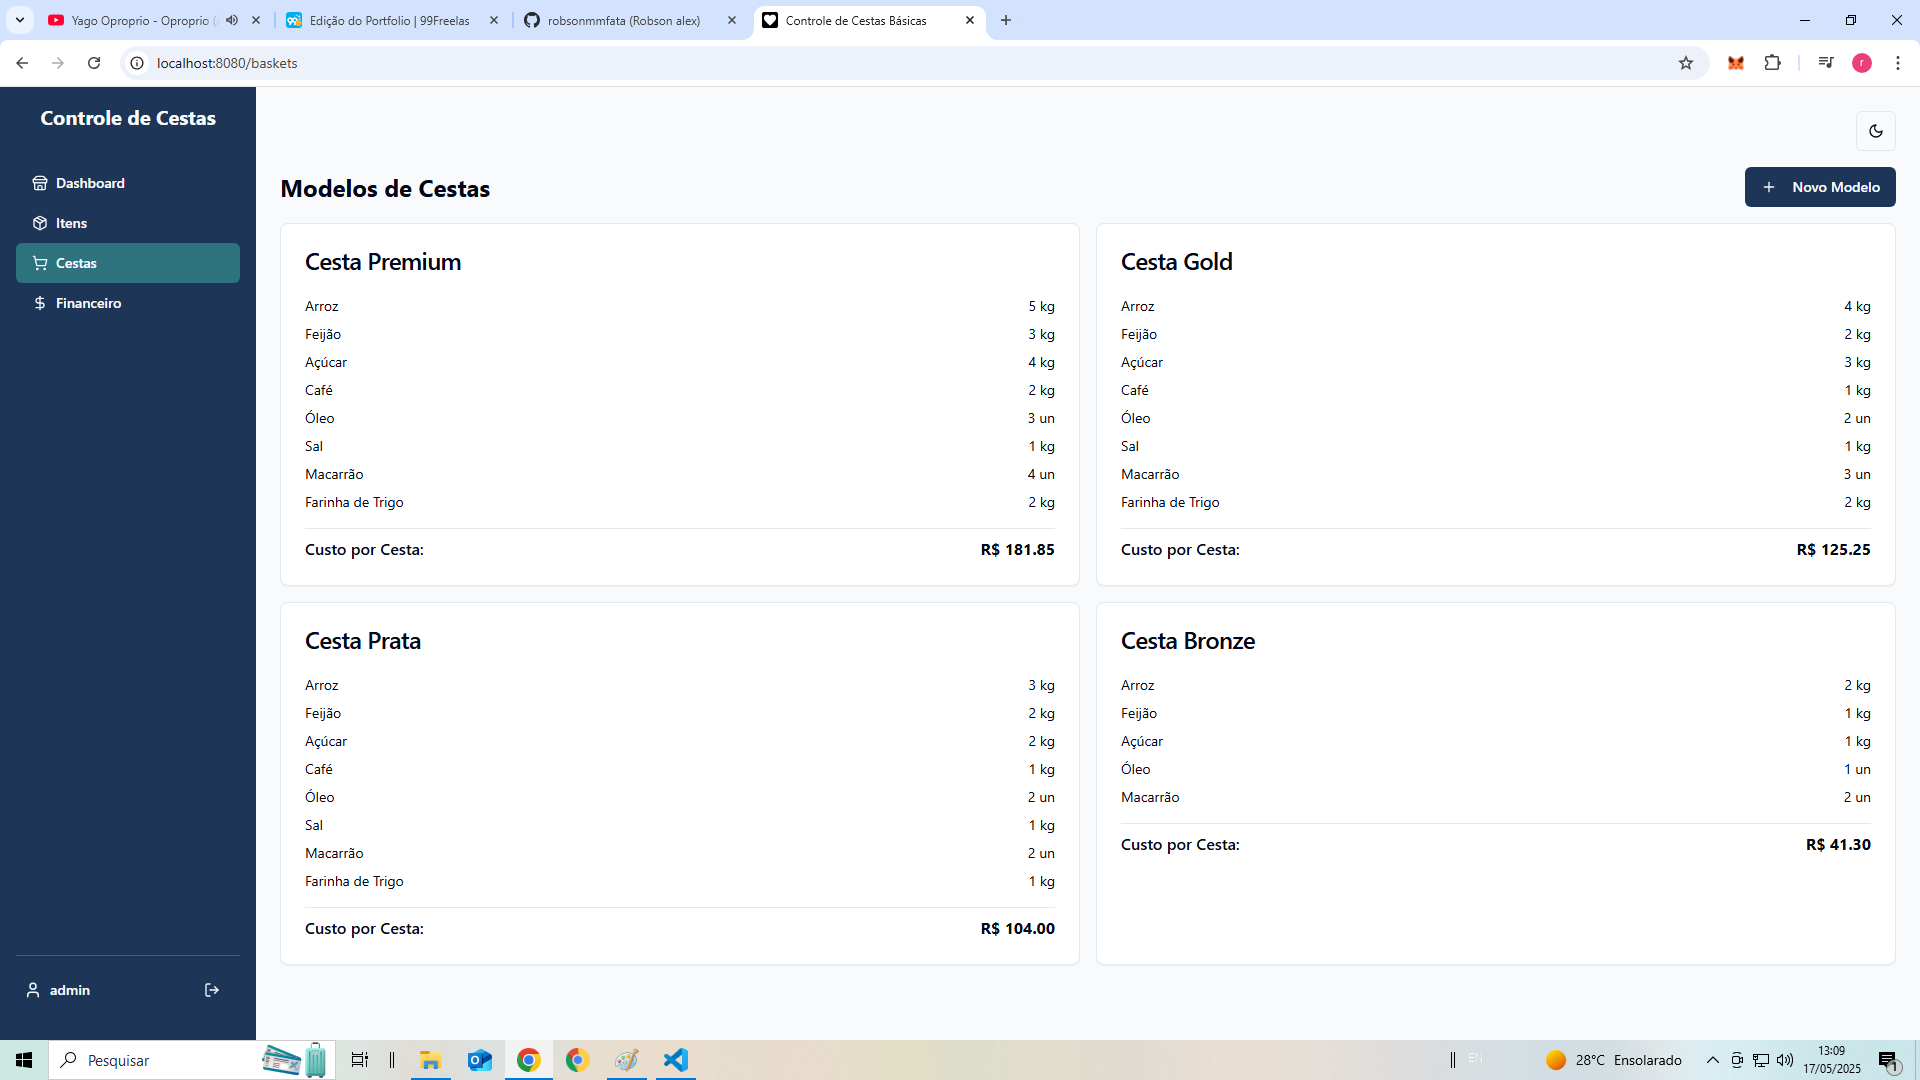 Yago Oproprio - Oproprio (
Edição do Portfolio | 99Freelas
robsonmmfata (Robson alex)
Controle de Cestas Básicas
localhost:8080/baskets
r
Controle de Cestas
Dashboard
Itens
Cestas
Financeiro
admin
Modelos de Cestas
Novo Modelo
Cesta Premium
Arroz 5 kg
Feijão 3 kg
Açúcar 4 kg
Café 2 kg
Óleo 3 un
Sal 1 kg
Macarrão 4 un
Farinha de Trigo 2 kg
Custo por Cesta: R$ 181.85
Cesta Gold
Arroz 4 kg
Feijão 2 kg
Açúcar 3 kg
Café 1 kg
Óleo 2 un
Sal 1 kg
Macarrão 3 un
Farinha de Trigo 2 kg
Custo por Cesta: R$ 125.25
Cesta Prata
Arroz 3 kg
Feijão 2 kg
Açúcar 2 kg
Café 1 kg
Óleo 2 un
Sal 1 kg
Macarrão 2 un
Farinha de Trigo 1 kg
Custo por Cesta: R$ 104.00
Cesta Bronze
Arroz 2 kg
Feijão 1 kg
Açúcar 1 kg
Óleo 1 un
Macarrão 2 un
Custo por Cesta: R$ 41.30
Pesquisar
EN
28°C Ensolarado
13:09
17/05/2025
1